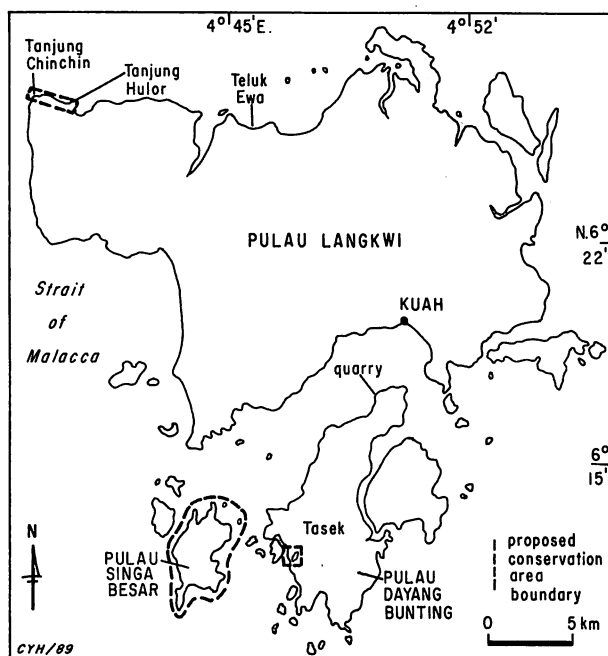 4°45'E.
4°52'
Tanjung
Chinchin
Tanjung
Hulor
Teluk
Ewa
PULAU LANGKWI
N.6°
22'
Strait
of
Malacca
KUAH
quarry
6°
15'
N
Tasek
PULAU
SINGA
BESAR
PULAU
DAYANG
BUNTING
proposed
conservation
area
boundary
0 5 km
CYH/89